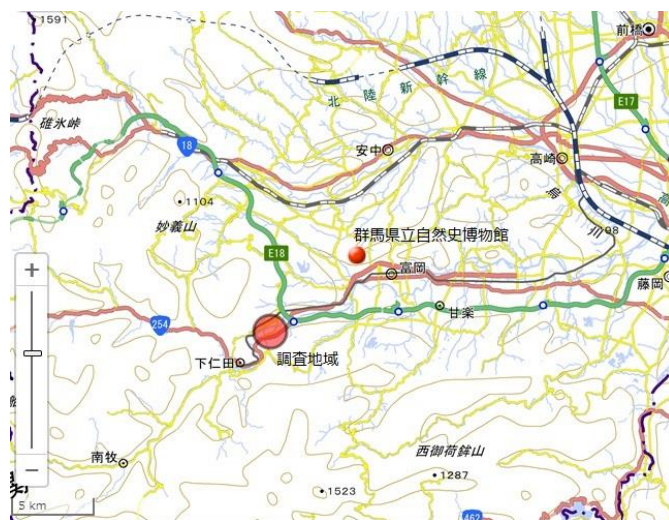 1591
前橋
北陸新幹線
E17
碓氷峠
18
安中
高崎
1104
烏
妙義山
群馬県立自然史博物館
川
98
E18
富岡
藤岡
甘楽
254
調査地域
下仁田
西御荷鉾山
南牧
1287
1523
5 km
462